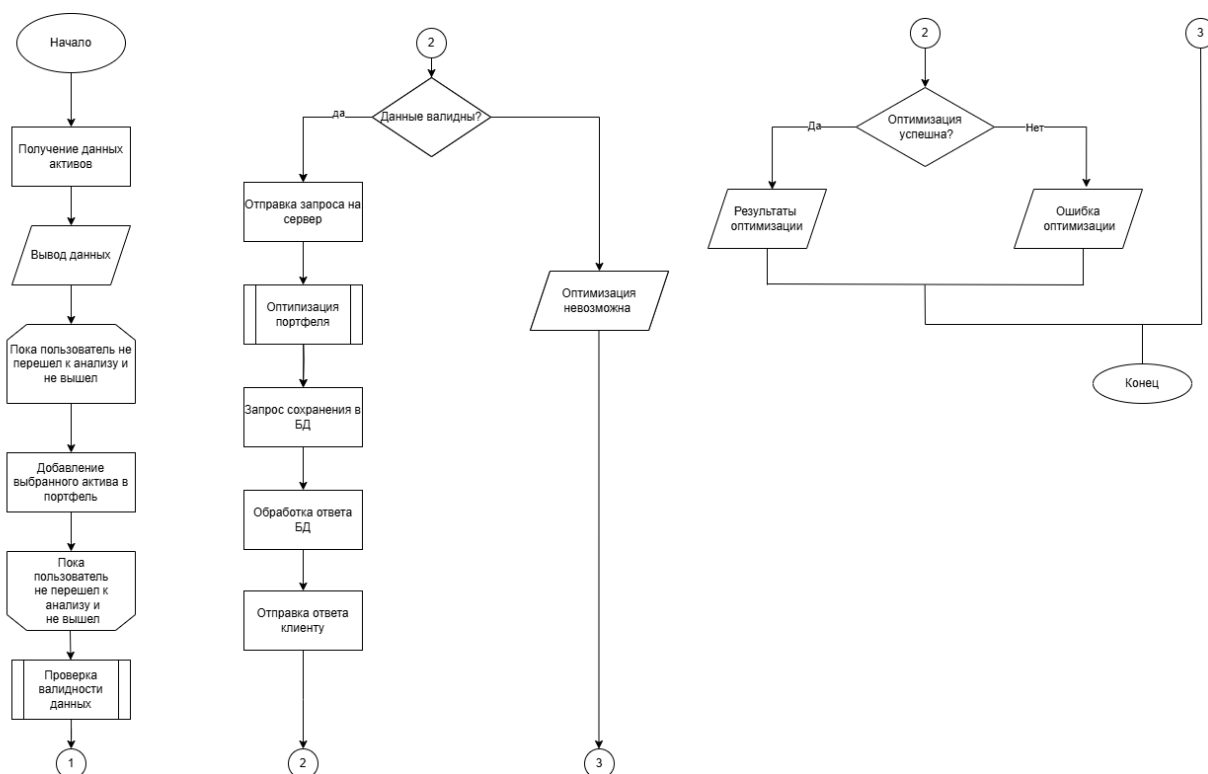 Начало
Получение данных
активов
Вывод данных
Пока пользователь не
перешел к анализу и
не вышел
Добавление
выбранного актива в
портфель
Пока
пользователь
не перешел к
анализу и
не вышел
Проверка
валидности
данных
1
2
Данные валидны?
да
Отправка запроса на
сервер
Оптипизация
портфеля
Запрос сохранения в
БД
Обработка ответа
БД
Отправка ответа
клиенту
2
Оптимизация
невозможна
3
2
Оптимизация
успешна?
Да
Нет
Результаты
оптимизации
Ошибка
оптимизации
3
Конец